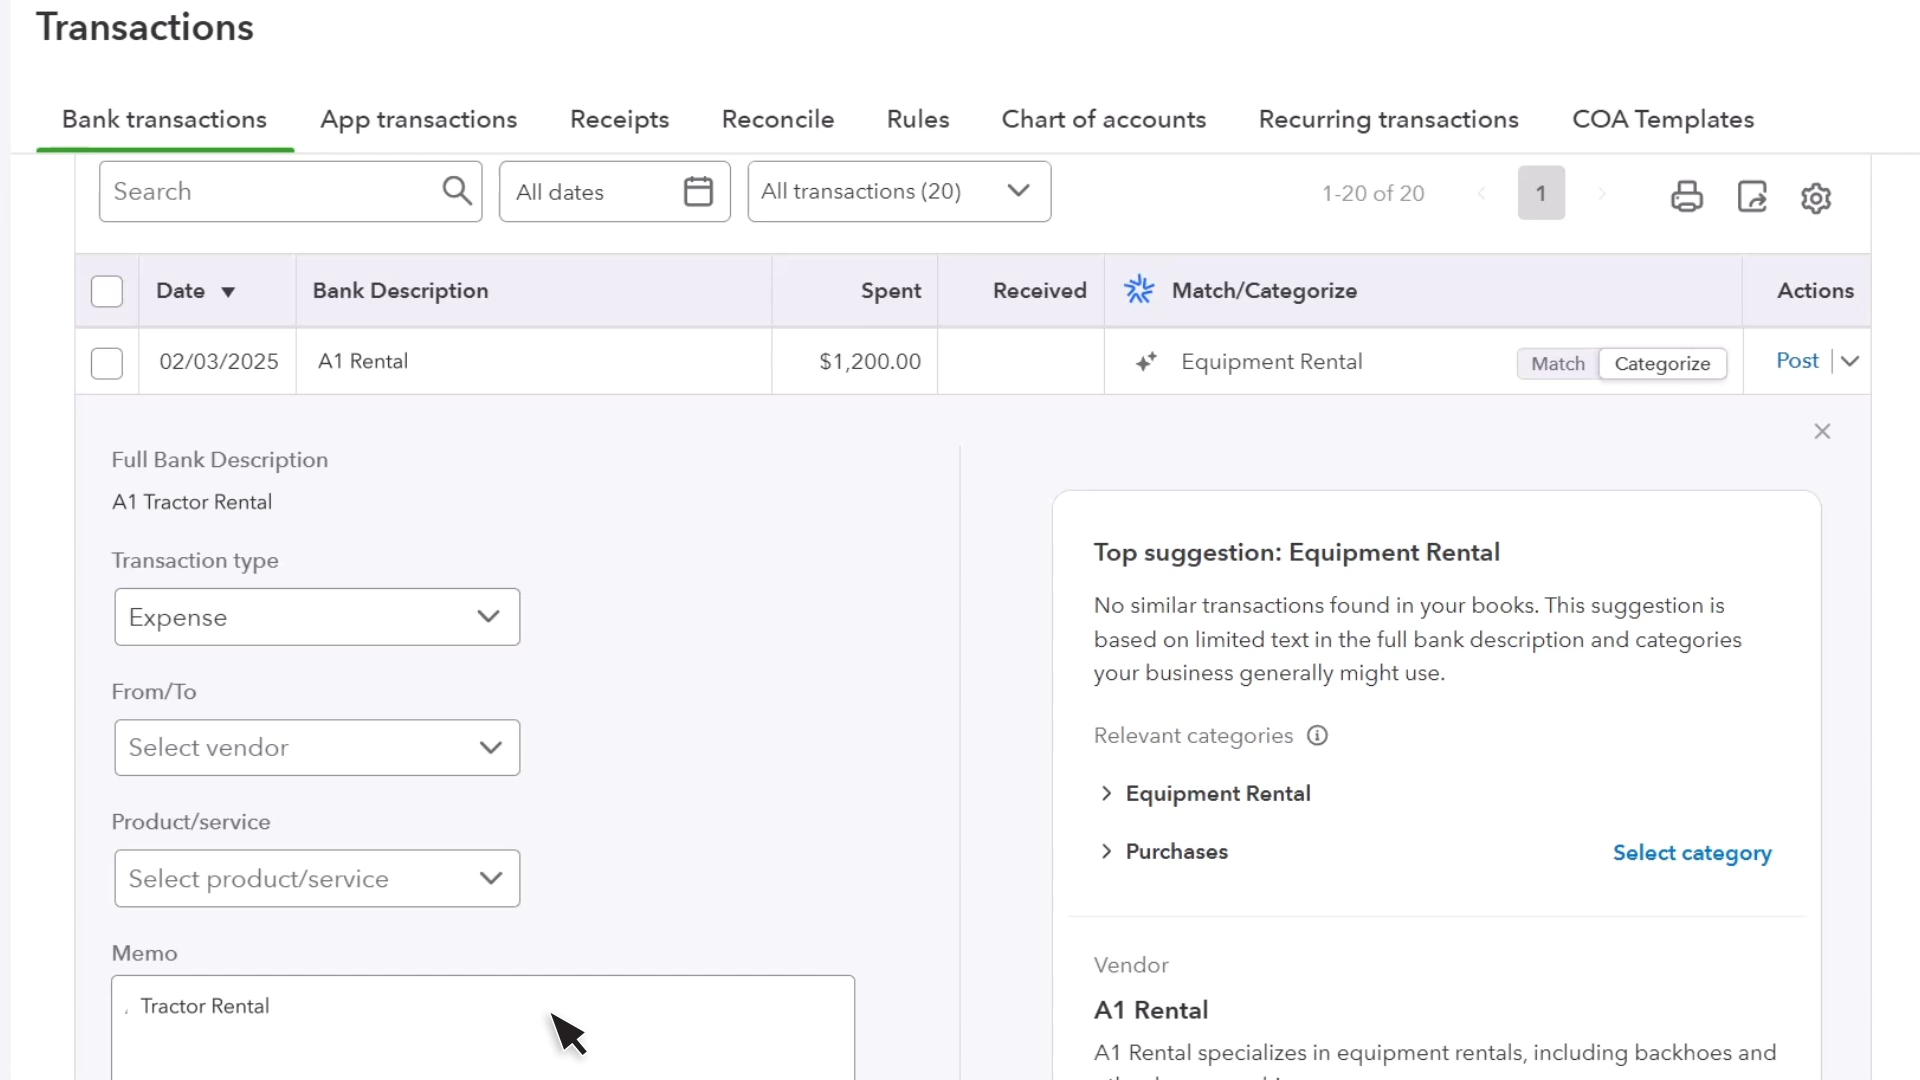 Transactions
Bank transactions App transactions Receipts Reconcile Rules Chart of accounts Recurring transactions COA Templates
Search All dates All transactions (20) 1-20 of 20 1
Date Bank Description Spent Received Match/Categorize Actions
02/03/2025 A1 Rental $1,200.00 Equipment Rental Match Categorize Post
Full Bank Description
A1 Tractor Rental
Transaction type
Expense
From/To
Select vendor
Product/service
Select product/service
Memo
Tractor Rental
Top suggestion: Equipment Rental
No similar transactions found in your books. This suggestion is
based on limited text in the full bank description and categories
your business generally might use.
Relevant categories
Equipment Rental
Purchases Select category
Vendor
A1 Rental
A1 Rental specializes in equipment rentals, including backhoes and